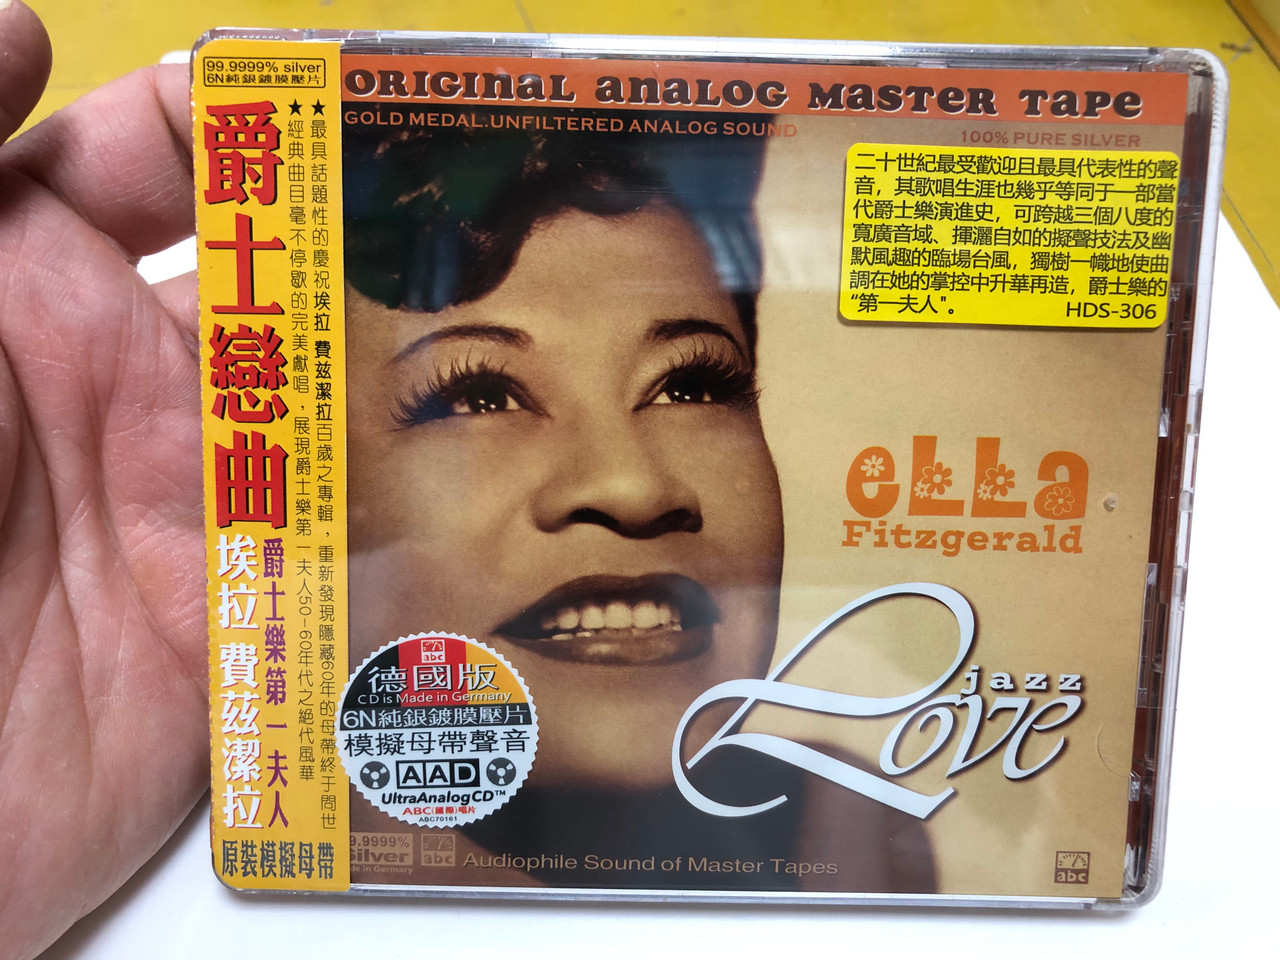 99.9999% silver
6N純銀鍍膜壓片
爵士戀曲
埃拉 費茲潔拉
爵士樂第一夫人
★最具話題性的慶祝埃拉 費茲潔拉百歲之專輯，重新發現隱藏60年的母帶終于問世
★經典曲目毫不停歇的完美獻唱，展現爵士樂第一夫人50-60年代之絕代風華
原裝模擬母帶
ORIGINAL ANALOG MASTER TAPE
GOLD MEDAL.UNFILTERED ANALOG SOUND
100% PURE SILVER
二十世紀最受歡迎且最具代表性的聲
音，其歌唱生涯也幾乎等同于一部當
代爵士樂演進史，可跨越三個八度的
寬廣音域、揮灑自如的擬聲技法及幽
默風趣的臨場台風，獨樹一幟地使曲
調在她的掌控中升華再造，爵士樂的
“第一夫人"。
HDS-306
ELLA
Fitzgerald
jazz
Love
abc
德國版
CD is Made in Germany
6N純銀鍍膜壓片
模擬母帶聲音
AAD
UltraAnalogCD™
ABC(國際)唱片
ABC70161
9.9999%
Silver
de in Germany
abc
Audiophile Sound of Master Tapes
abc